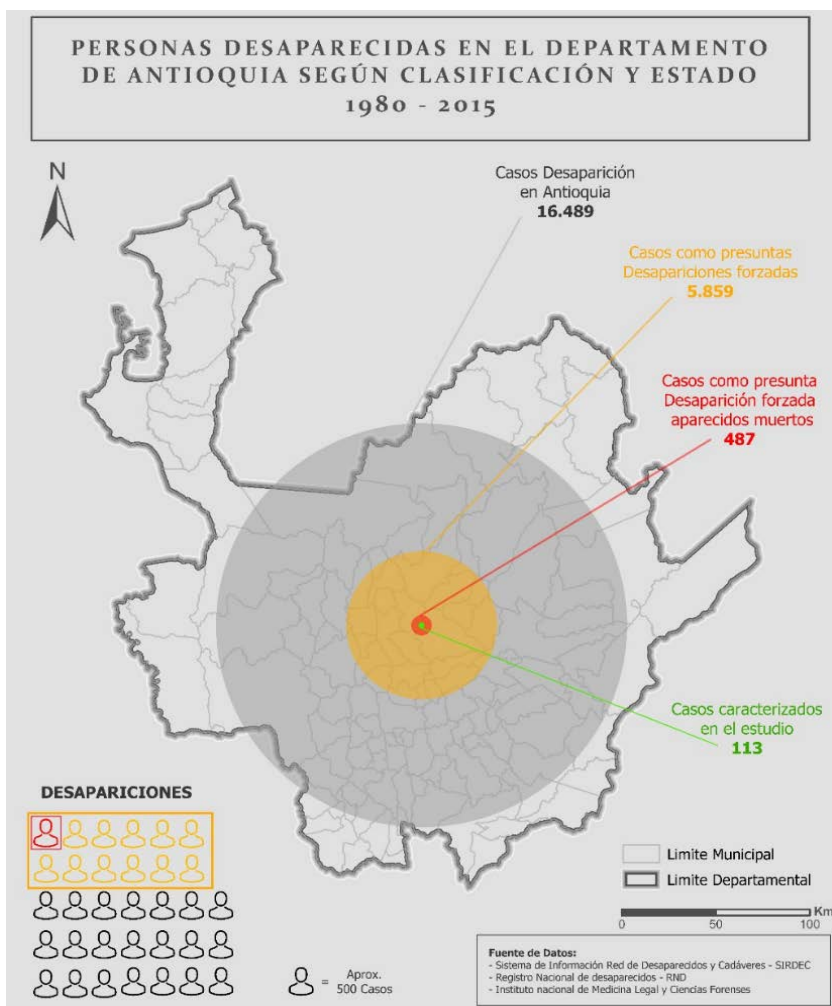 PERSONAS DESAPARECIDAS EN EL DEPARTAMENTO
DE ANTIOQUIA SEGÚN CLASIFICACIÓN Y ESTADO
1980 - 2015
N
Casos Desaparición
en Antioquia
16.489
Casos como presuntas
Desapariciones forzadas
5.859
Casos como presunta
Desaparición forzada
aparecidos muertos
487
Casos caracterizados
en el estudio
113
DESAPARICIONES
= Aprox.
500 Casos
Limite Municipal
Limite Departamental
Km
0 50 100
Fuente de Datos:
- Sistema de Información Red de Desaparecidos y Cadáveres - SIRDEC
- Registro Nacional de desaparecidos - RND
- Instituto nacional de Medicina Legal y Ciencias Forenses